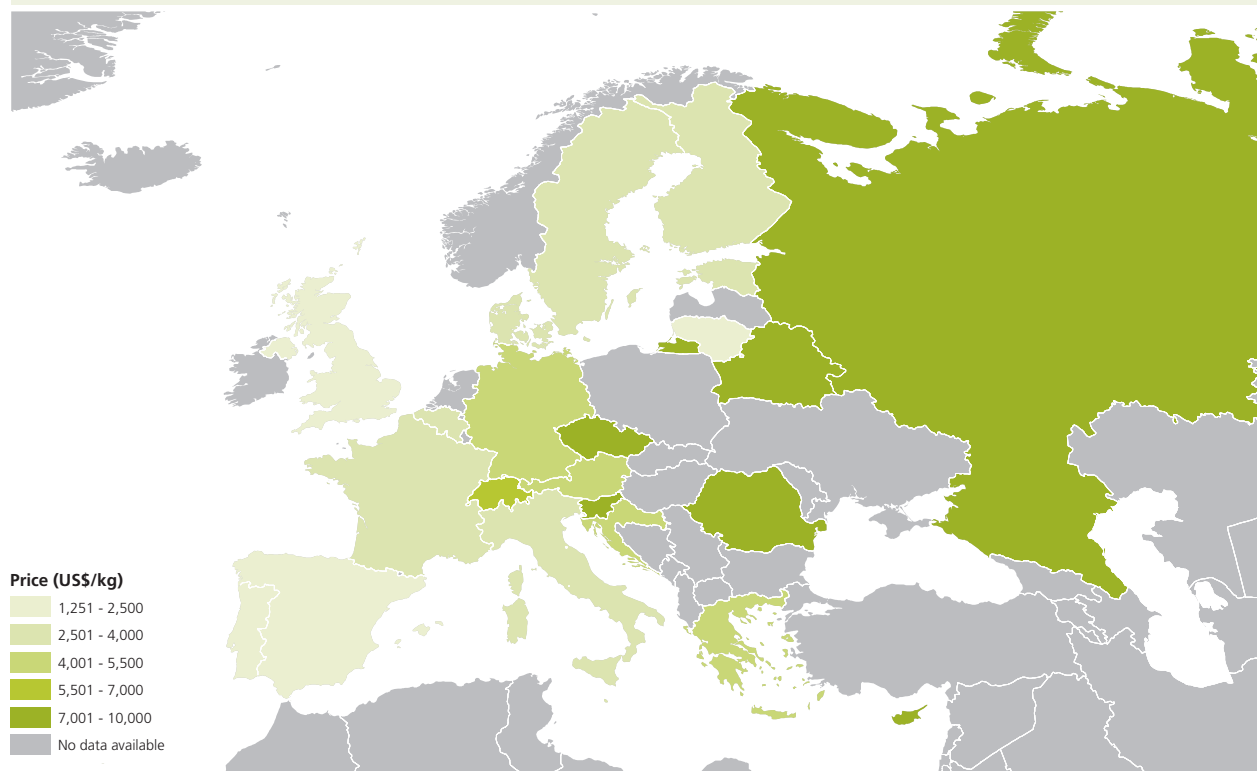 Price (US$/kg)
1,251 - 2,500
2,501 - 4,000
4,001 - 5,500
5,501 - 7,000
7,001 - 10,000
No data available